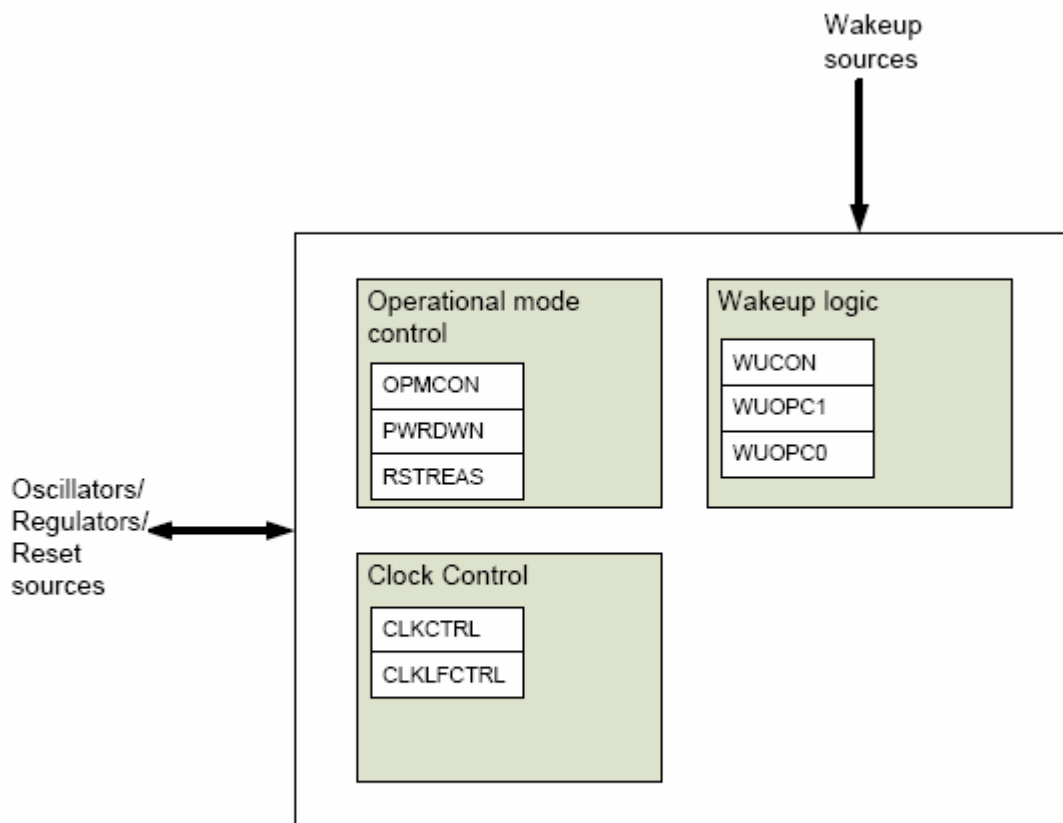 Wakeup
sources
Operational mode
control
OPMCON
PWRDWN
RSTREAS
Wakeup logic
WUCON
WUOPC1
WUOPC0
Oscillators/
Regulators/
Reset
sources
Clock Control
CLKCTRL
CLKLFCTRL